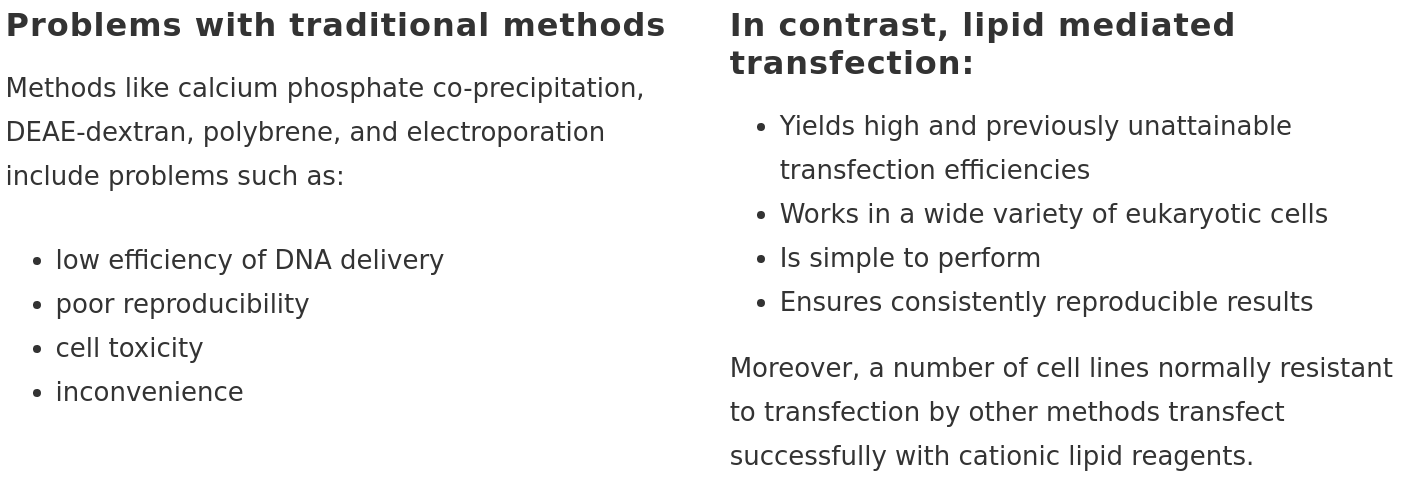 Problems with traditional methods
Methods like calcium phosphate co-precipitation,
DEAE-dextran, polybrene, and electroporation
include problems such as:
• low efficiency of DNA delivery
• poor reproducibility
• cell toxicity
• inconvenience
In contrast, lipid mediated
transfection:
• Yields high and previously unattainable
transfection efficiencies
• Works in a wide variety of eukaryotic cells
• Is simple to perform
• Ensures consistently reproducible results
Moreover, a number of cell lines normally resistant
to transfection by other methods transfect
successfully with cationic lipid reagents.